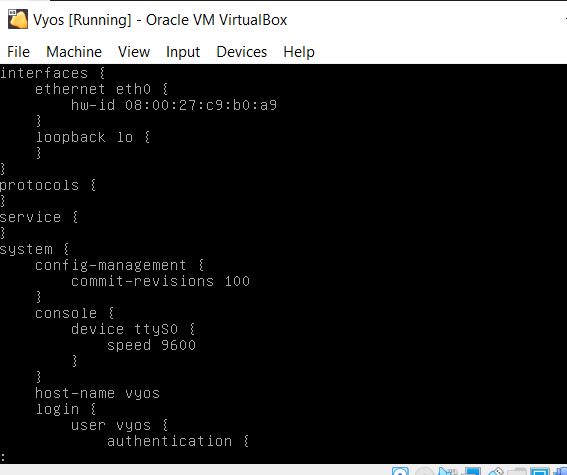 Vyos [Running] - Oracle VM VirtualBox
File Machine View Input Devices Help
interfaces {
    ethernet eth0 {
        hw-id 08:00:27:c9:b0:a9
    }
    loopback lo {
    }
}
protocols {
}
service {
}
system {
    config-management {
        commit-revisions 100
    }
    console {
        device ttyS0 {
            speed 9600
        }
    }
    host-name vyos
    login {
        user vyos {
            authentication {
: